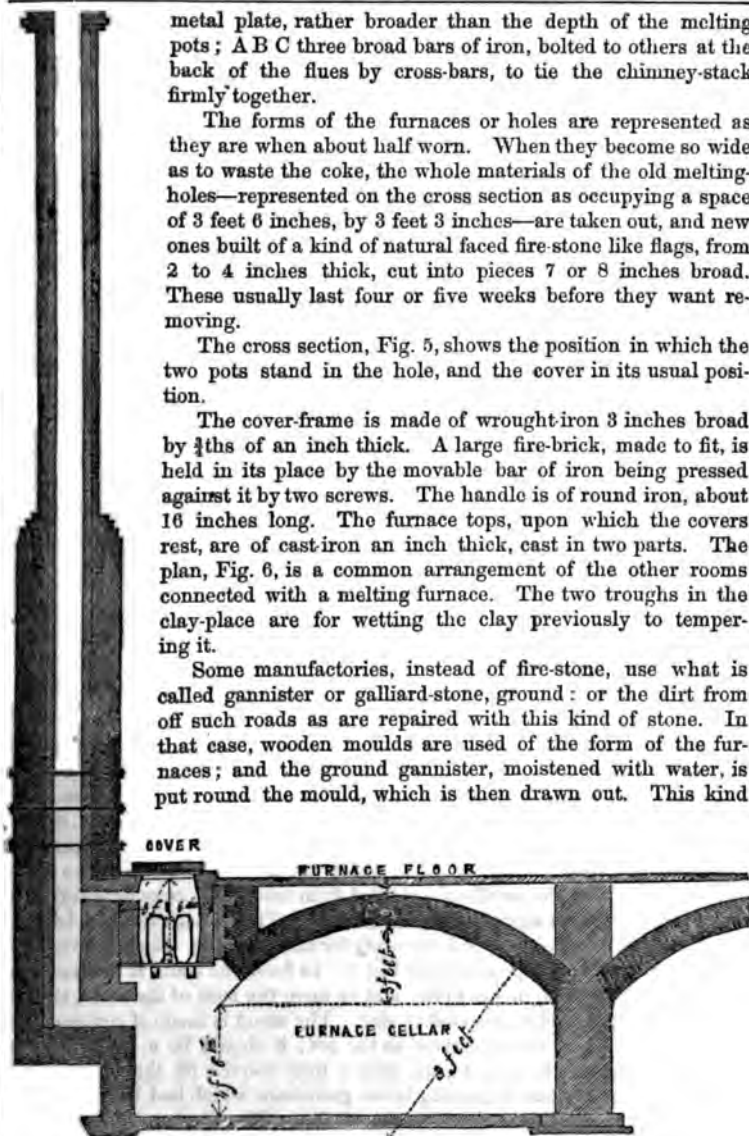 metal plate, rather broader than the depth of the melting
pots; A B C three broad bars of iron, bolted to others at the
back of the flues by cross-bars, to tie the chimney-stack
firmly together.
The forms of the furnaces or holes are represented as
they are when about half worn. When they become so wide
as to waste the coke, the whole materials of the old melting-
holes—represented on the cross section as occupying a space
of 3 feet 6 inches, by 3 feet 3 inches—are taken out, and new
ones built of a kind of natural faced fire-stone like flags, from
2 to 4 inches thick, cut into pieces 7 or 8 inches broad.
These usually last four or five weeks before they want re-
moving.
The cross section, Fig. 5, shows the position in which the
two pots stand in the hole, and the cover in its usual posi-
tion.
The cover-frame is made of wrought-iron 3 inches broad
by ¾ths of an inch thick. A large fire-brick, made to fit, is
held in its place by the movable bar of iron being pressed
against it by two screws. The handle is of round iron, about
16 inches long. The furnace tops, upon which the covers
rest, are of cast-iron an inch thick, cast in two parts. The
plan, Fig. 6, is a common arrangement of the other rooms
connected with a melting furnace. The two troughs in the
clay-place are for wetting the clay previously to temper-
ing it.
Some manufactories, instead of fire-stone, use what is
called gannister or galliard-stone, ground: or the dirt from
off such roads as are repaired with this kind of stone. In
that case, wooden moulds are used of the form of the fur-
naces; and the ground gannister, moistened with water, is
put round the mould, which is then drawn out. This kind
COVER
FURNACE FLOOR
3 feet
FURNACE CELLAR
feet